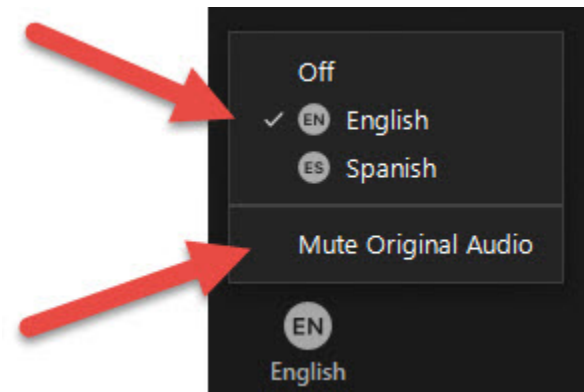 Off
EN English
ES Spanish
Mute Original Audio
EN
English